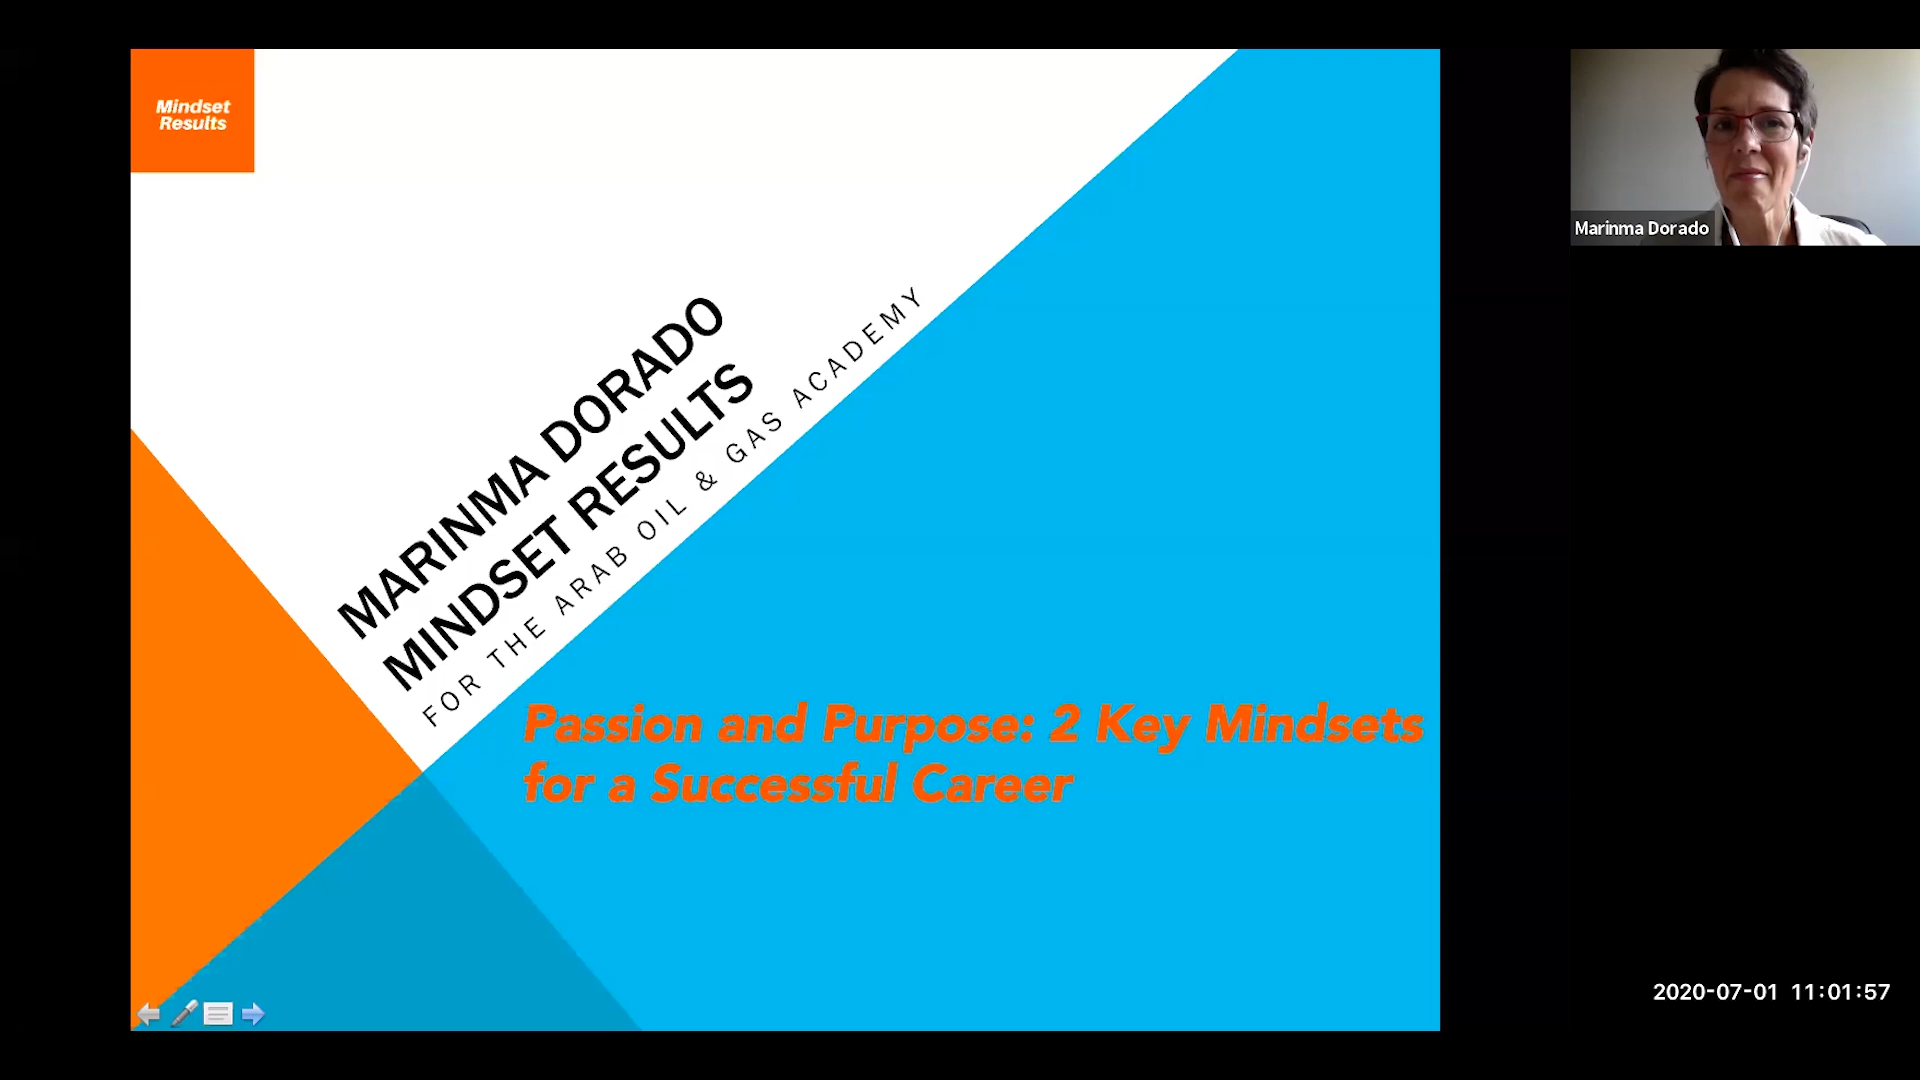 Mindset
Results
MARINMA DORADO
MINDSET RESULTS
FOR THE ARAB OIL & GAS ACADEMY
Passion and Purpose: 2 Key Mindsets
for a Successful Career
Marinma Dorado
2020-07-01 11:01:57